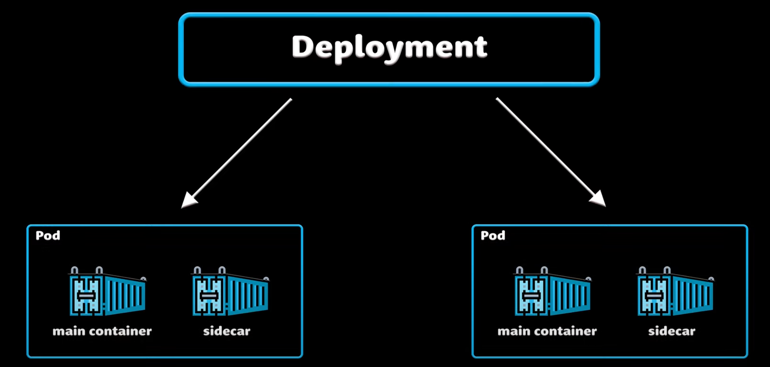 Deployment
Pod
main container
sidecar
Pod
main container
sidecar